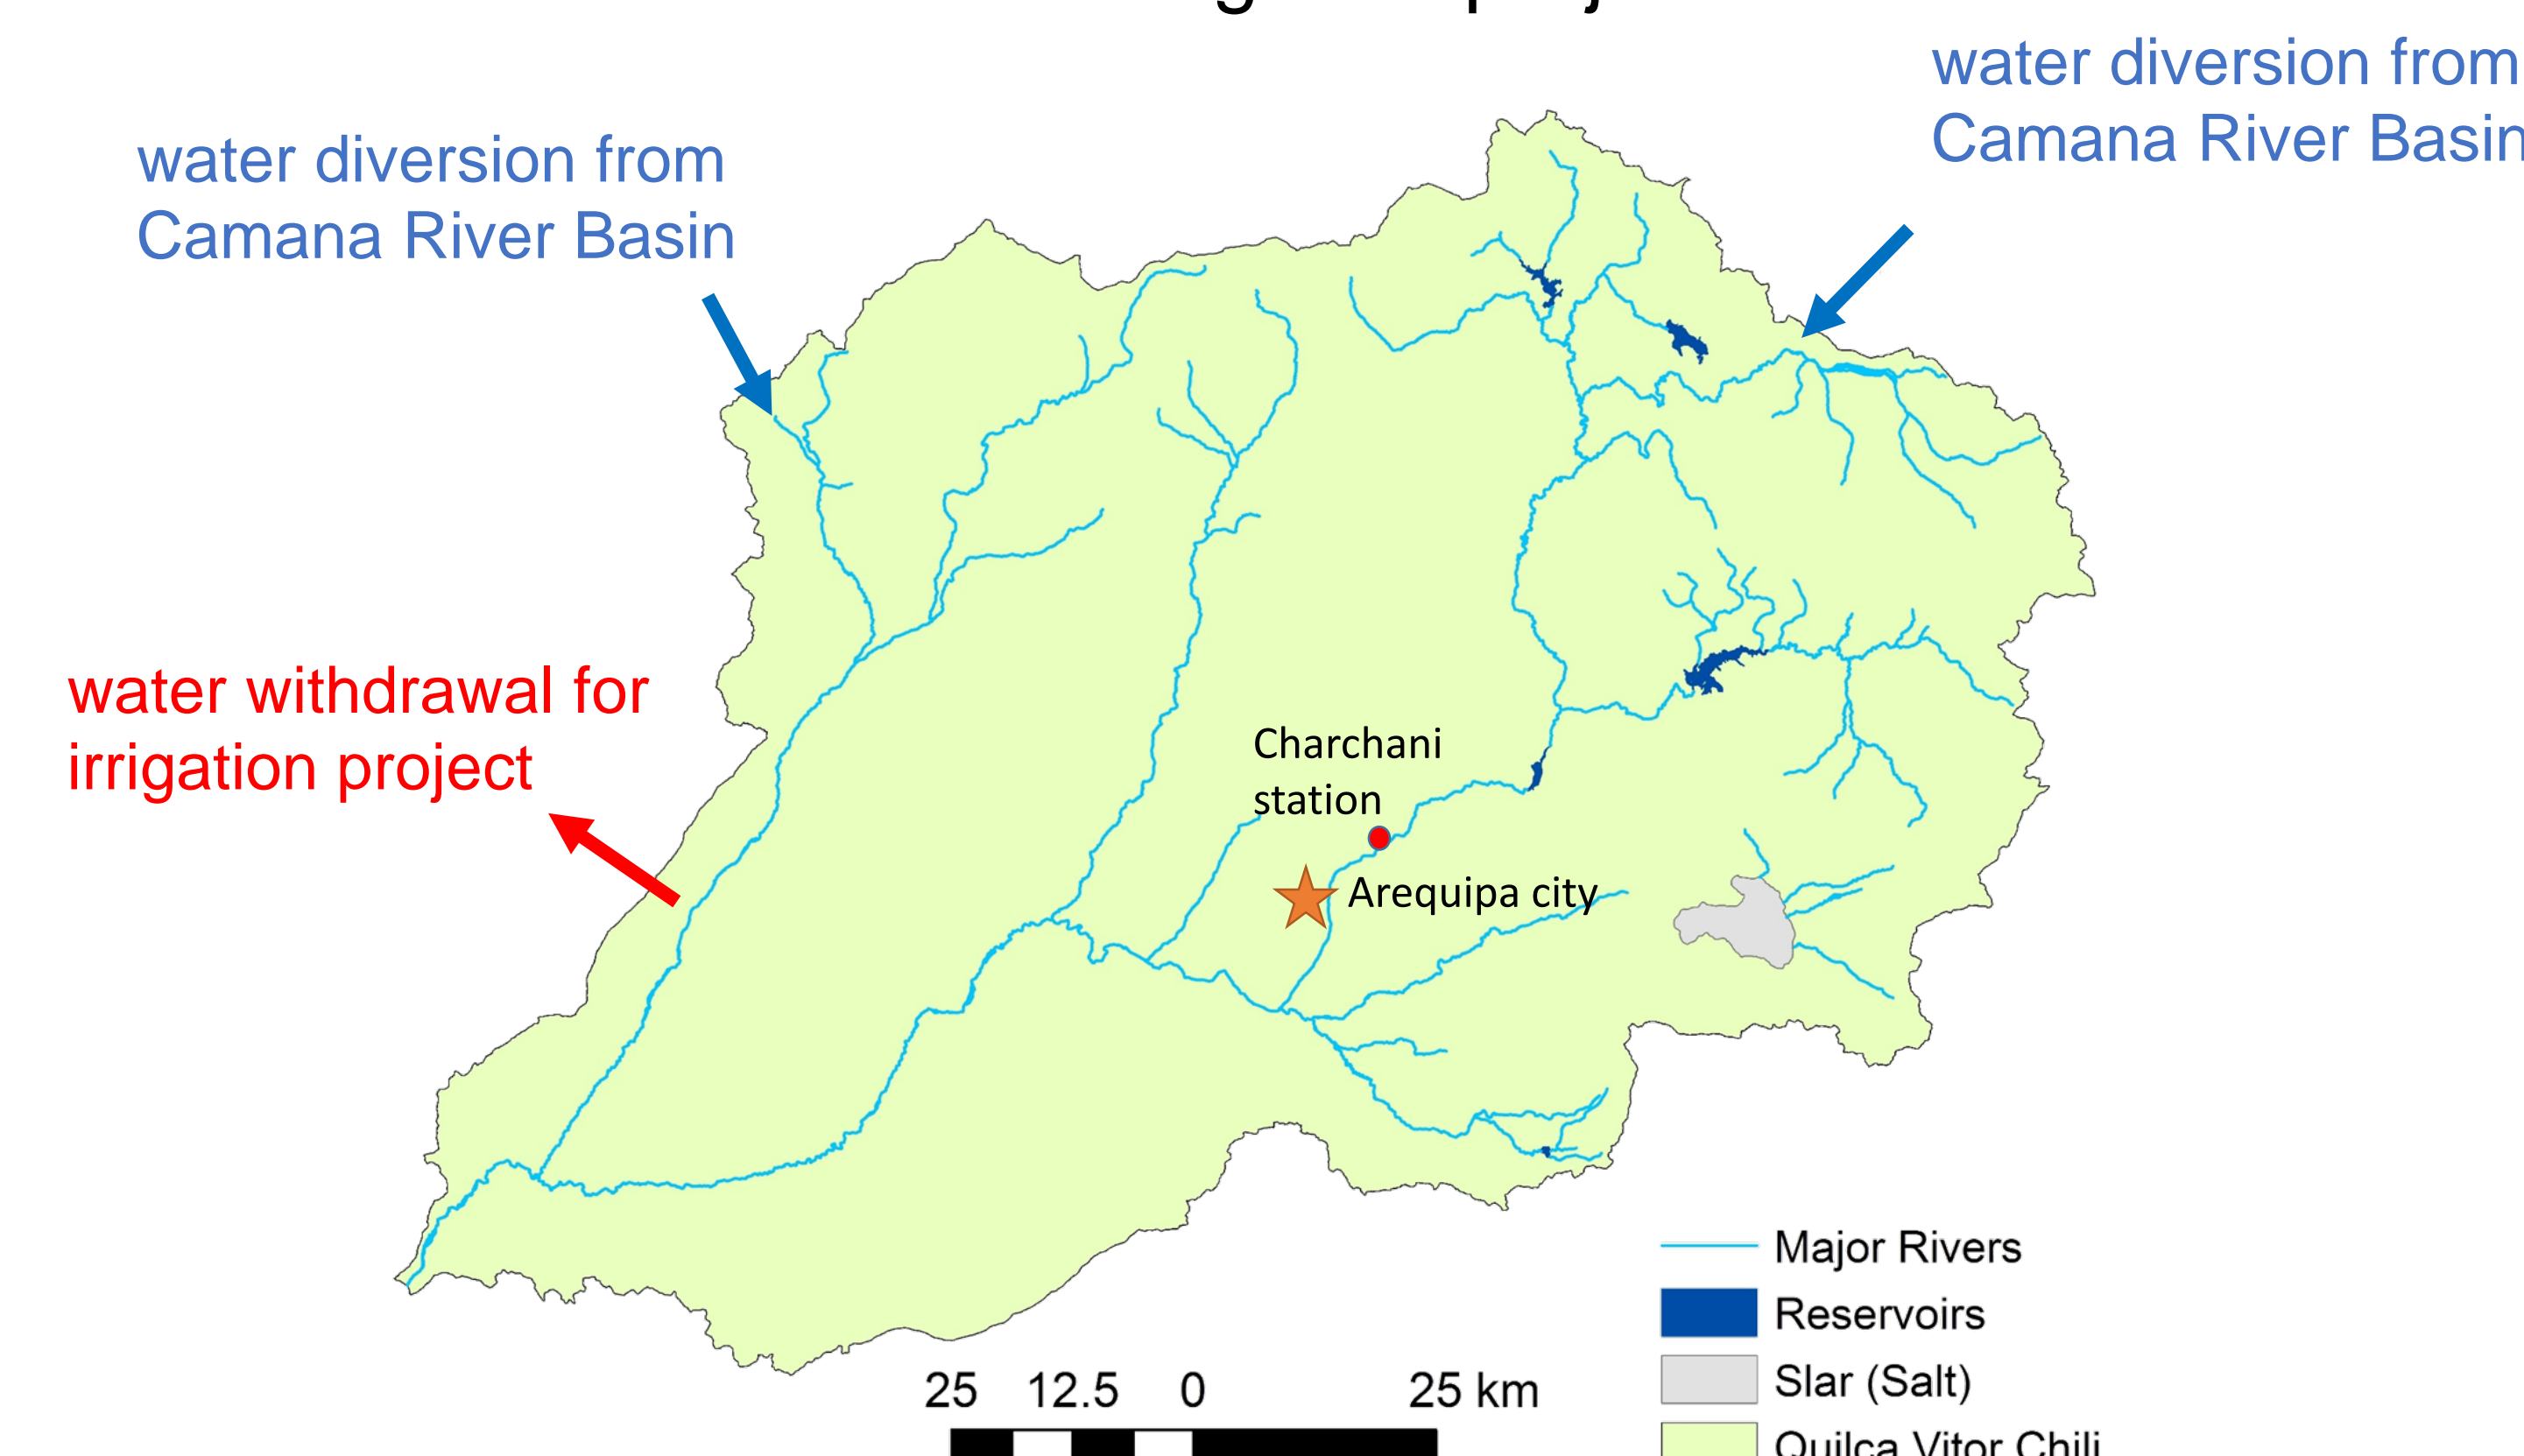 water diversion from
Camana River Basin
water diversion from
Camana River Basin
water withdrawal for
irrigation project
Charchani
station
Arequipa city
Major Rivers
Reservoirs
Slar (Salt)
Quilca Vitor Chili
25 12.5 0 25 km